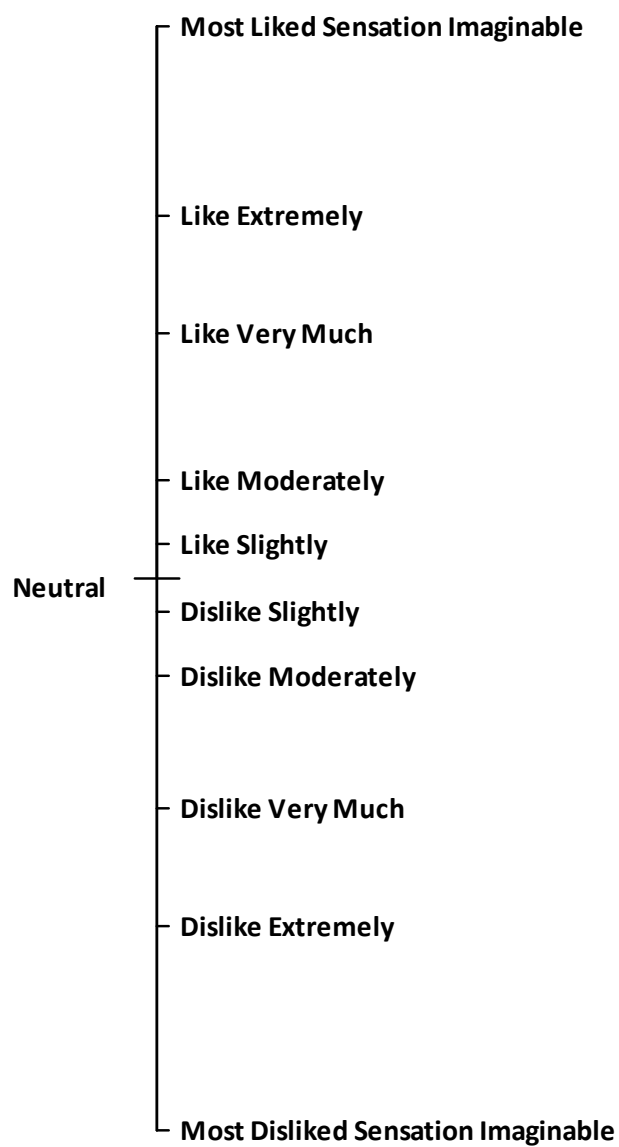 Most Liked Sensation Imaginable
Like Extremely
Like Very Much
Like Moderately
Like Slightly
Neutral
Dislike Slightly
Dislike Moderately
Dislike Very Much
Dislike Extremely
Most Disliked Sensation Imaginable